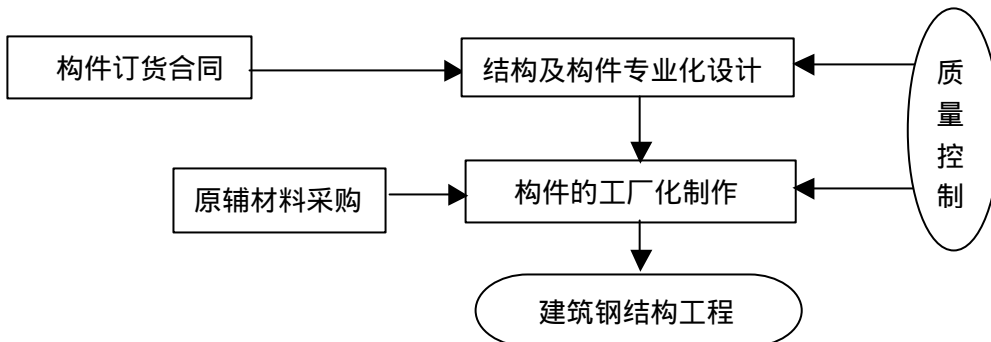 构件订货合同
结构及构件专业化设计
质量控制
原辅材料采购
构件的工厂化制作
建筑钢结构工程